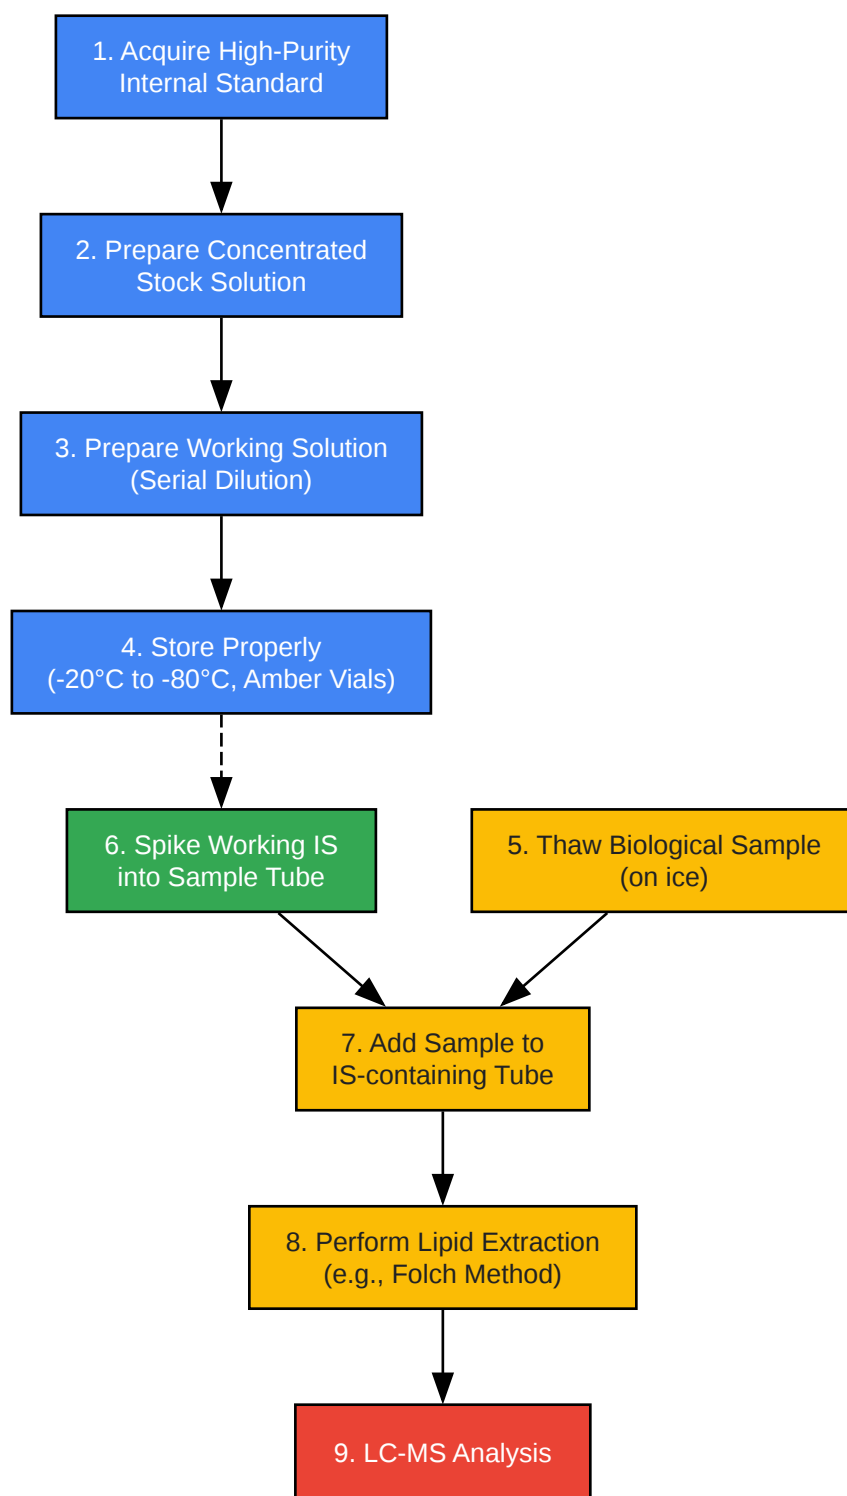 1. Acquire High-Purity
Internal Standard
2. Prepare Concentrated
Stock Solution
3. Prepare Working Solution
(Serial Dilution)
4. Store Properly
(-20°C to -80°C, Amber Vials)
6. Spike Working IS
into Sample Tube
5. Thaw Biological Sample
(on ice)
7. Add Sample to
IS-containing Tube
8. Perform Lipid Extraction
(e.g., Folch Method)
9. LC-MS Analysis